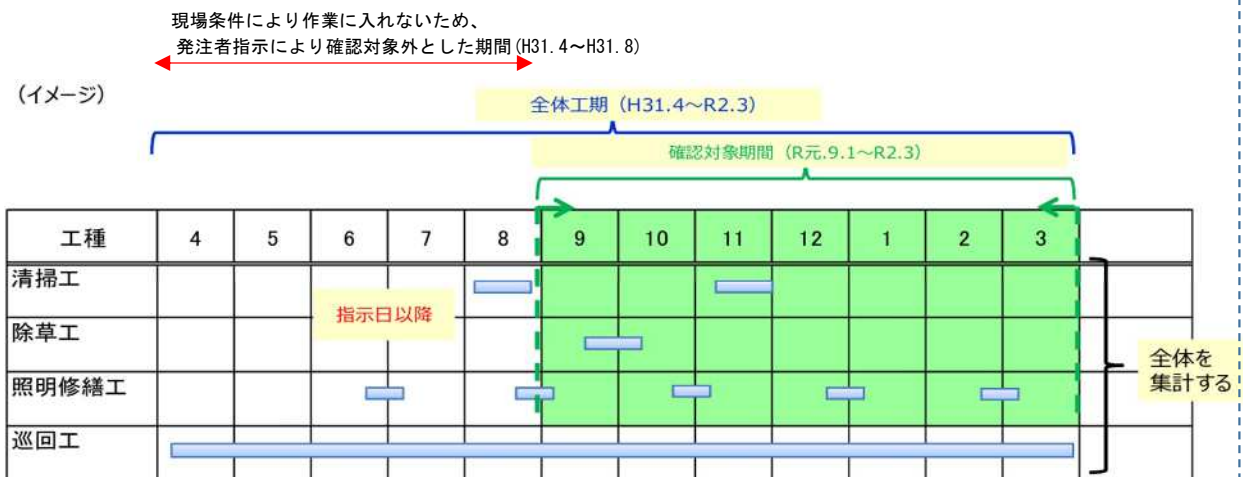 現場条件により作業に入れないため、
発注者指示により確認対象外とした期間(H31.4～H31.8)
（イメージ）
全体工期（H31.4～R2.3）
確認対象期間（R元.9.1～R2.3）
工種 4 5 6 7 8 9 10 11 12 1 2 3
清掃工
指示日以降
除草工
全体を
集計する
照明修繕工
巡回工